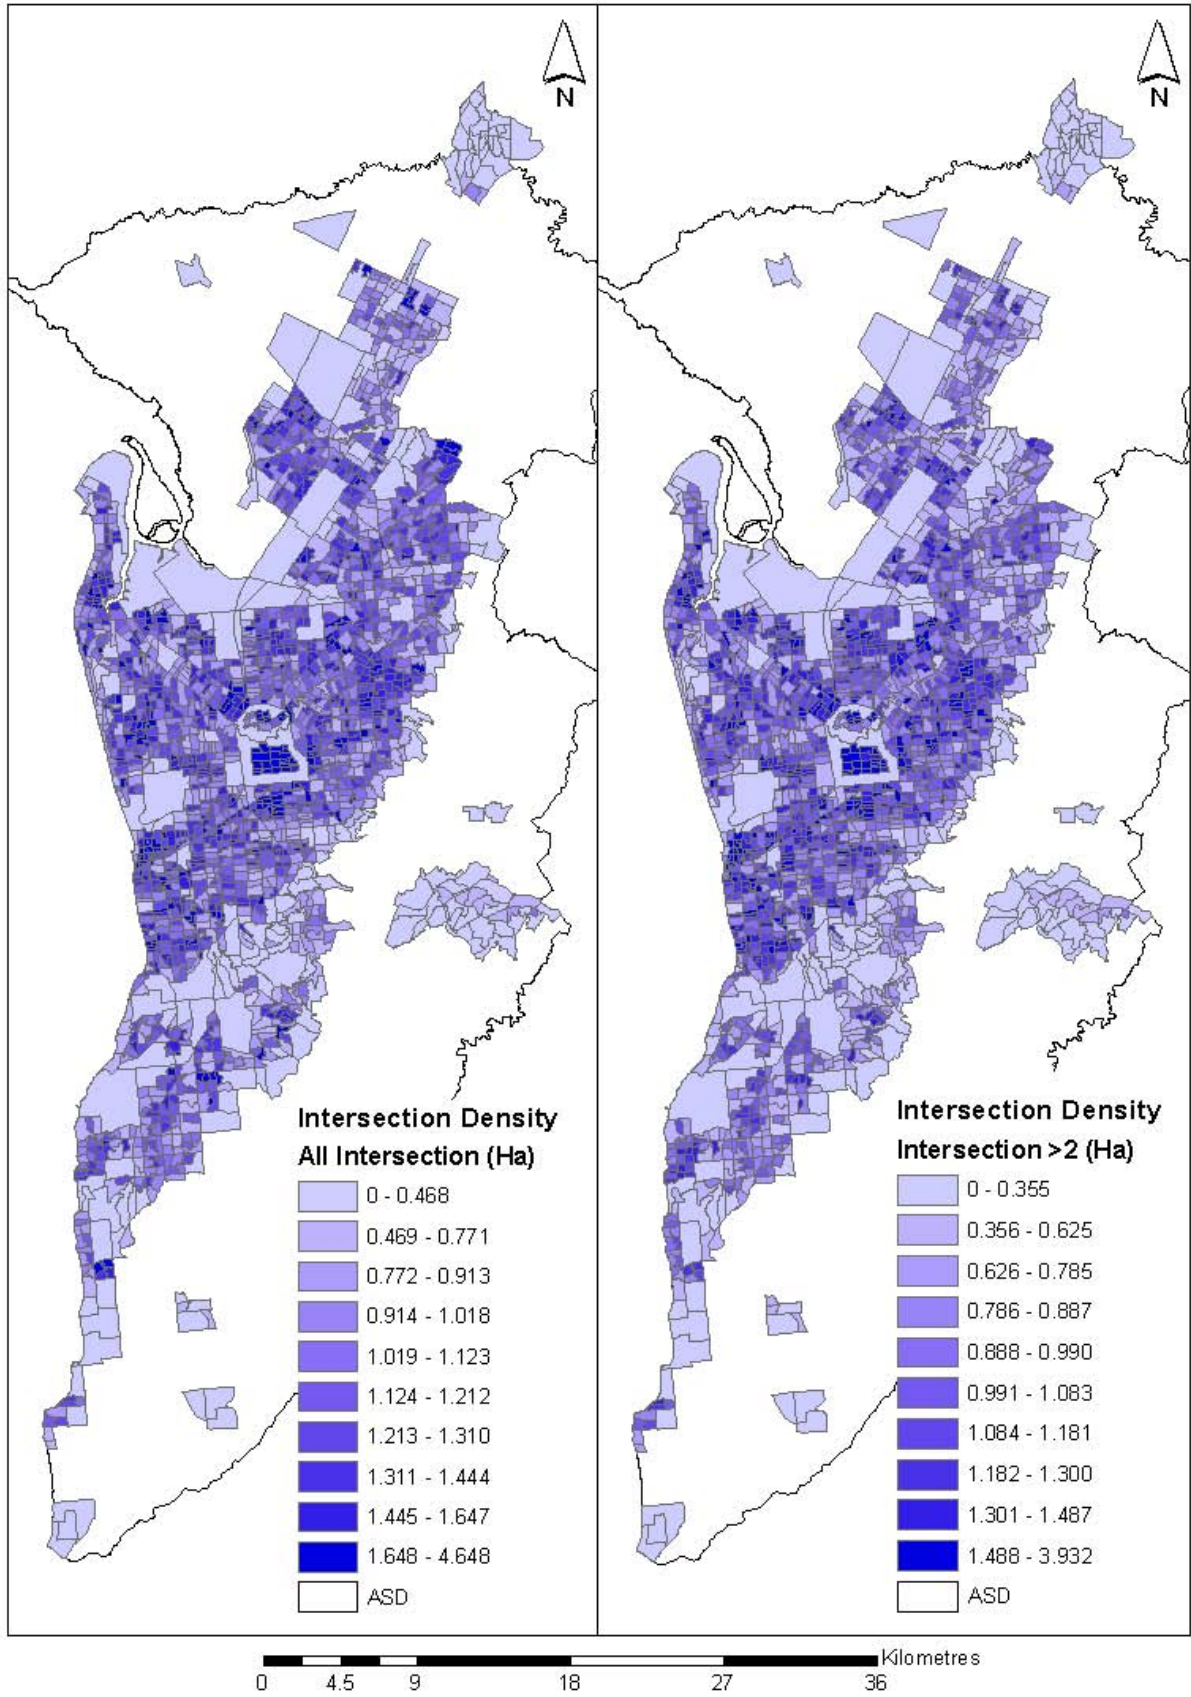 N
N
Intersection Density
All Intersection (Ha)
0 - 0.468
0.469 - 0.771
0.772 - 0.913
0.914 - 1.018
1.019 - 1.123
1.124 - 1.212
1.213 - 1.310
1.311 - 1.444
1.445 - 1.647
1.648 - 4.648
ASD
Intersection Density
Intersection >2 (Ha)
0 - 0.355
0.356 - 0.625
0.626 - 0.785
0.786 - 0.887
0.888 - 0.990
0.991 - 1.083
1.084 - 1.181
1.182 - 1.300
1.301 - 1.487
1.488 - 3.932
ASD
Kilometres
0 4.5 9 18 27 36